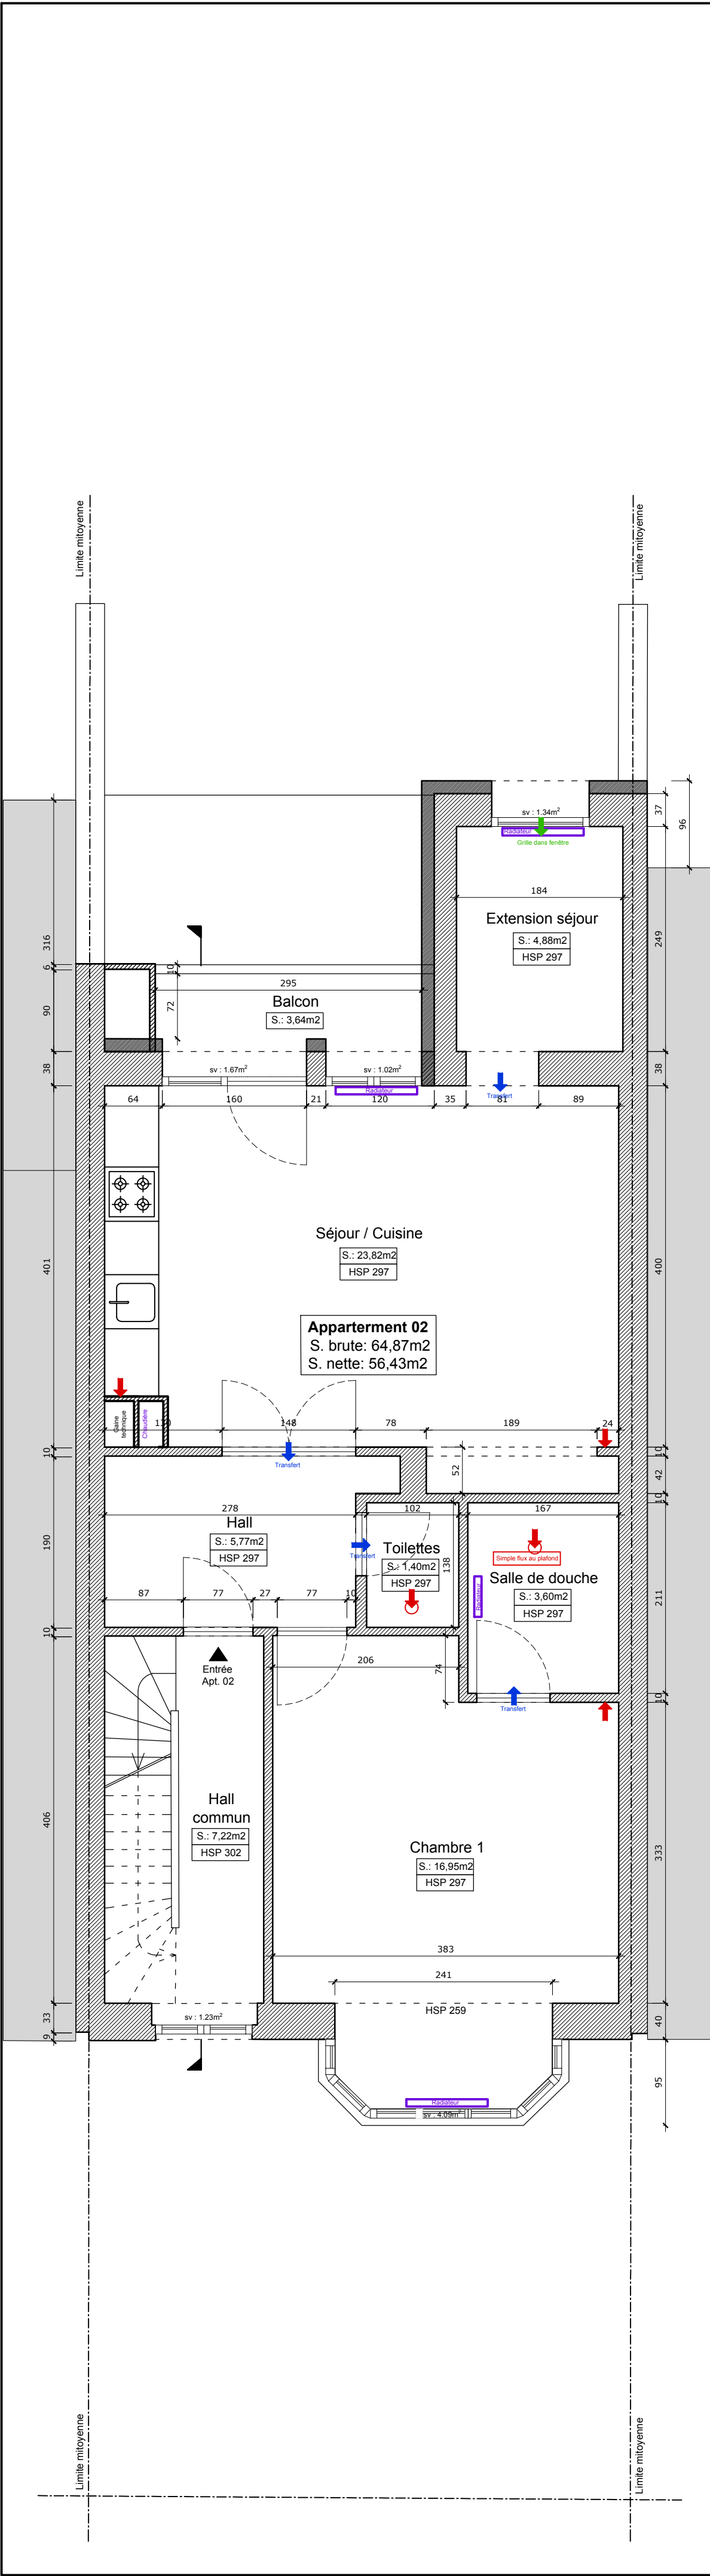 Limite mitoyenne
Limite mitoyenne
sv : 1.34m²
Radiateur
Grille dans fenêtre
37
96
184
Extension séjour
S.: 4,88m2
HSP 297
249
316
6
10
90
72
295
Balcon
S.: 3,64m2
38
38
sv : 1.67m²
sv : 1.02m²
Radiateur
Transfert
64
160
21
120
35
81
89
Séjour / Cuisine
S.: 23,82m2
HSP 297
401
400
Apparterment 02
S. brute: 64,87m2
S. nette: 56,43m2
Gaine
technique
Chaudière
130
148
78
189
24
10
10
Transfert
52
42
10
278
102
167
Hall
S.: 5,77m2
HSP 297
190
Transfert
Toilettes
S.: 1,40m2
HSP 297
138
Simple flux au plafond
Salle de douche
S.: 3,60m2
HSP 297
Radiateur
211
87
77
27
77
10
10
206
74
10
Entrée
Apt. 02
Transfert
Hall
commun
S.: 7,22m2
HSP 302
406
Chambre 1
S.: 16,95m2
HSP 297
333
383
241
HSP 259
sv : 1.23m²
33
9
40
95
Radiateur
sv : 4.09m²
Limite mitoyenne
Limite mitoyenne